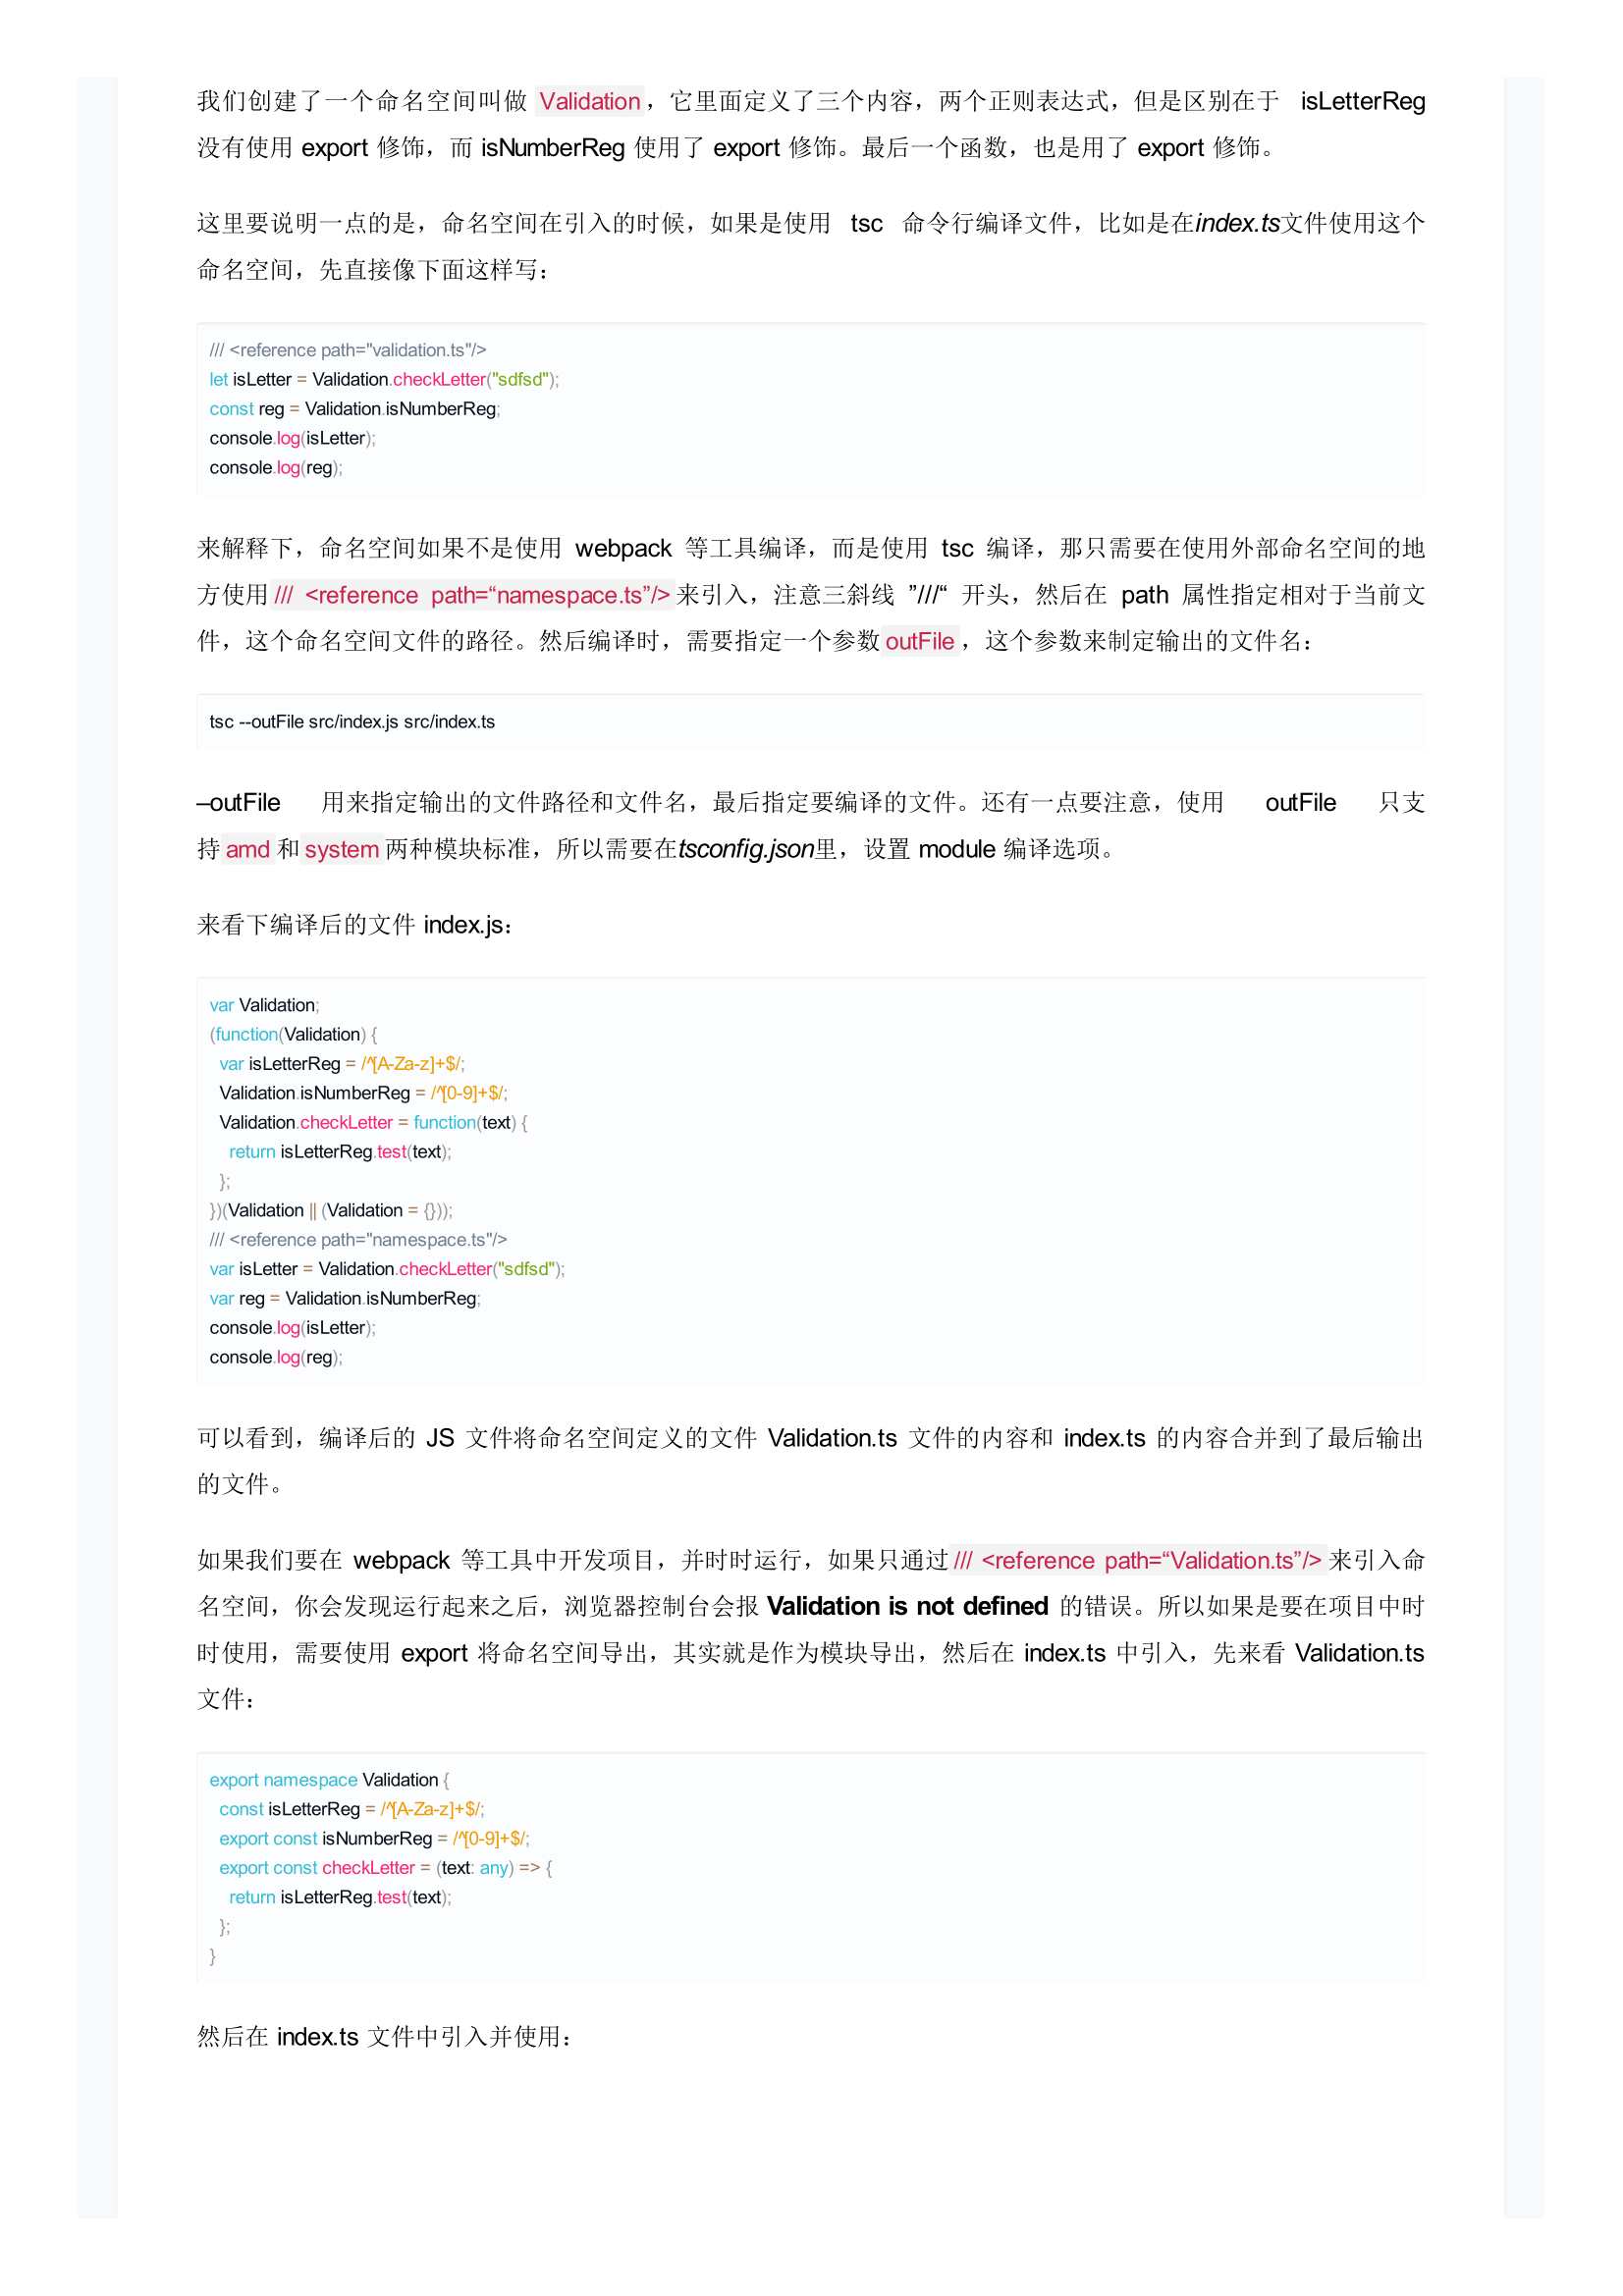 我们创建了一个命名空间叫做 Validation，它里面定义了三个内容，两个正则表达式，但是区别在于 isLetterReg
没有使用 export 修饰，而 isNumberReg 使用了 export 修饰。最后一个函数，也是用了 export 修饰。
这里要说明一点的是，命名空间在引入的时候，如果是使用 tsc 命令行编译文件，比如是在index.ts文件使用这个
命名空间，先直接像下面这样写：
/// <reference path="validation.ts"/>
let isLetter = Validation.checkLetter("sdfsd");
const reg = Validation.isNumberReg;
console.log(isLetter);
console.log(reg);
来解释下，命名空间如果不是使用 webpack 等工具编译，而是使用 tsc 编译，那只需要在使用外部命名空间的地
方使用/// <reference path=“namespace.ts”/>来引入，注意三斜线 ”///“ 开头，然后在 path 属性指定相对于当前文
件，这个命名空间文件的路径。然后编译时，需要指定一个参数outFile，这个参数来制定输出的文件名：
tsc --outFile src/index.js src/index.ts
–outFile 用来指定输出的文件路径和文件名，最后指定要编译的文件。还有一点要注意，使用 outFile 只支
持amd和system两种模块标准，所以需要在tsconfig.json里，设置 module 编译选项。
来看下编译后的文件 index.js：
var Validation;
(function(Validation) {
  var isLetterReg = /^[A-Za-z]+$/;
  Validation.isNumberReg = /^[0-9]+$/;
  Validation.checkLetter = function(text) {
    return isLetterReg.test(text);
  };
})(Validation || (Validation = {}));
/// <reference path="namespace.ts"/>
var isLetter = Validation.checkLetter("sdfsd");
var reg = Validation.isNumberReg;
console.log(isLetter);
console.log(reg);
可以看到，编译后的 JS 文件将命名空间定义的文件 Validation.ts 文件的内容和 index.ts 的内容合并到了最后输出
的文件。
如果我们要在 webpack 等工具中开发项目，并时时运行，如果只通过/// <reference path=“Validation.ts”/>来引入命
名空间，你会发现运行起来之后，浏览器控制台会报 Validation is not defined 的错误。所以如果是要在项目中时
时使用，需要使用 export 将命名空间导出，其实就是作为模块导出，然后在 index.ts 中引入，先来看 Validation.ts
文件：
export namespace Validation {
  const isLetterReg = /^[A-Za-z]+$/;
  export const isNumberReg = /^[0-9]+$/;
  export const checkLetter = (text: any) => {
    return isLetterReg.test(text);
  };
}
然后在 index.ts 文件中引入并使用：